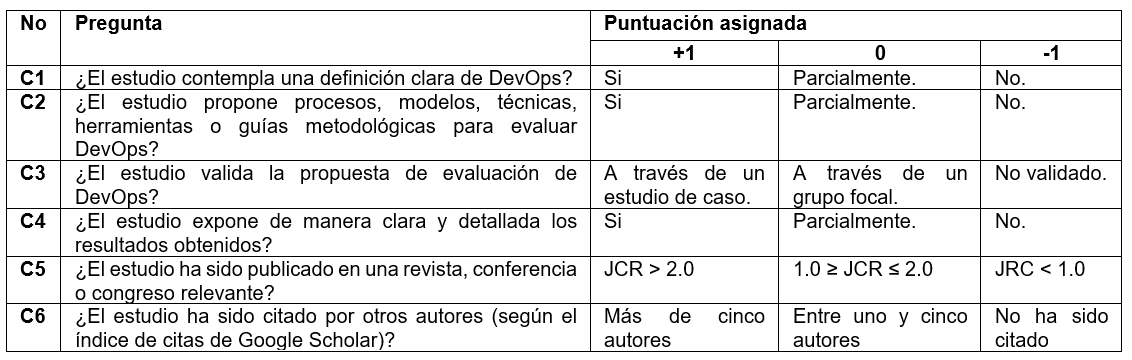 No Pregunta Puntuación asignada
+1 0 -1
C1 ¿El estudio contempla una definición clara de DevOps? Si Parcialmente. No.
C2 ¿El estudio propone procesos, modelos, técnicas, Si Parcialmente. No.
herramientas o guías metodológicas para evaluar
DevOps?
C3 ¿El estudio valida la propuesta de evaluación de A través de un A través de un No validado.
DevOps? estudio de caso. grupo focal.
C4 ¿El estudio expone de manera clara y detallada los Si Parcialmente. No.
resultados obtenidos?
C5 ¿El estudio ha sido publicado en una revista, conferencia JCR > 2.0 1.0 ≥ JCR ≤ 2.0 JRC < 1.0
o congreso relevante?
C6 ¿El estudio ha sido citado por otros autores (según el Más de cinco Entre uno y cinco No ha sido
índice de citas de Google Scholar)? autores autores citado